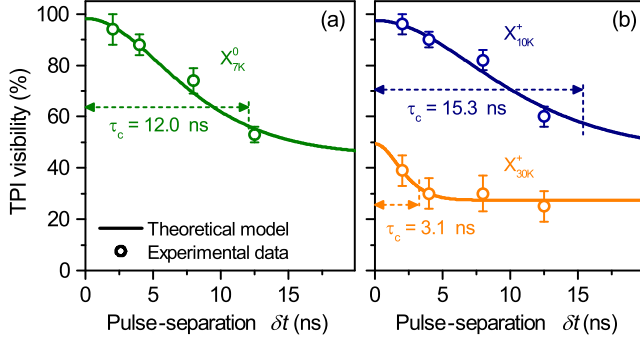 (a)
X⁰₇K
τc = 12.0 ns
Theoretical model
Experimental data
TPI visibility (%)
100
80
60
40
20
0
0 5 10 15
Pulse-separation δt (ns)
(b)
X⁺₁₀K
τc = 15.3 ns
X⁺₃₀K
τc = 3.1 ns
0 5 10 15
Pulse-separation δt (ns)